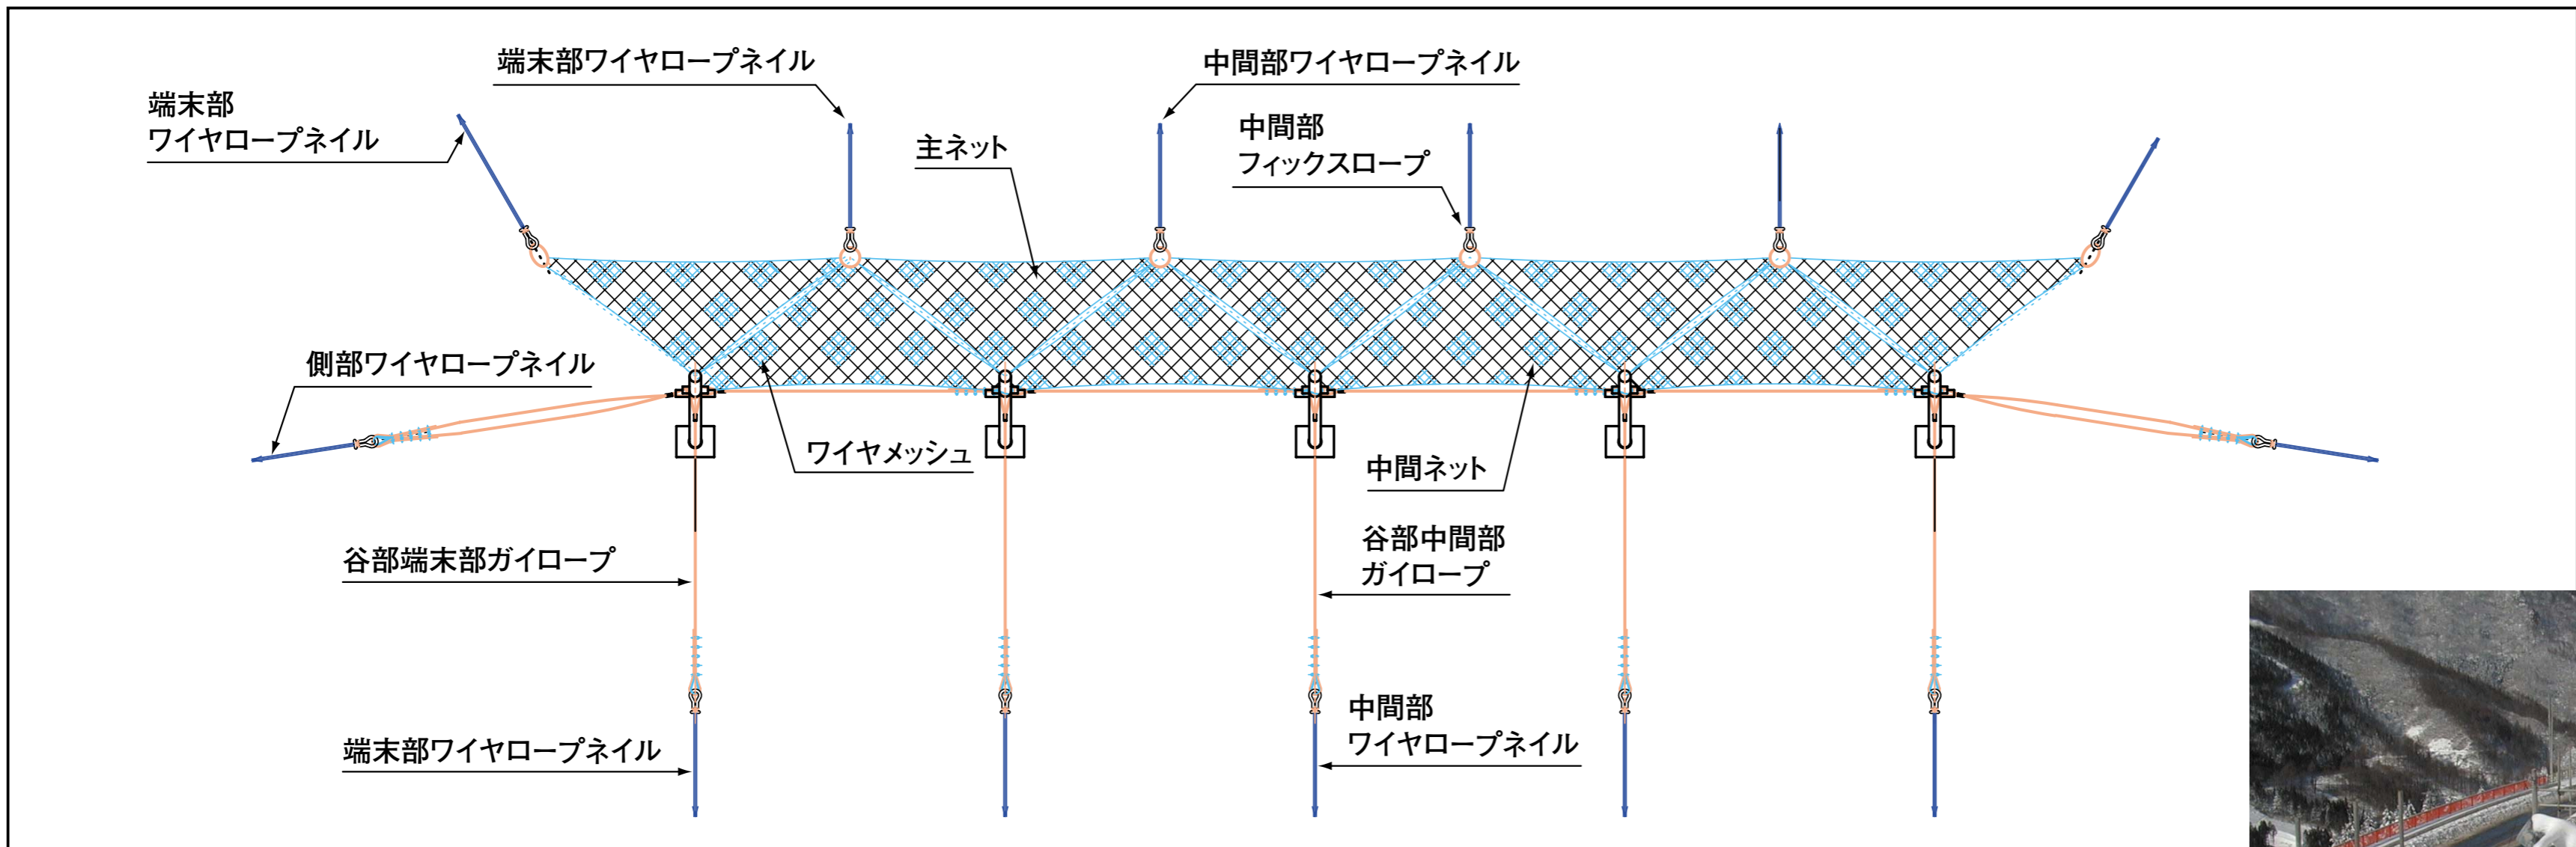 端末部ワイヤロープネイル
中間部ワイヤロープネイル
端末部
ワイヤロープネイル
主ネット
中間部
フィックスロープ
側部ワイヤロープネイル
ワイヤメッシュ
中間ネット
谷部端末部ガイロープ
谷部中間部
ガイロープ
端末部ワイヤロープネイル
中間部
ワイヤロープネイル